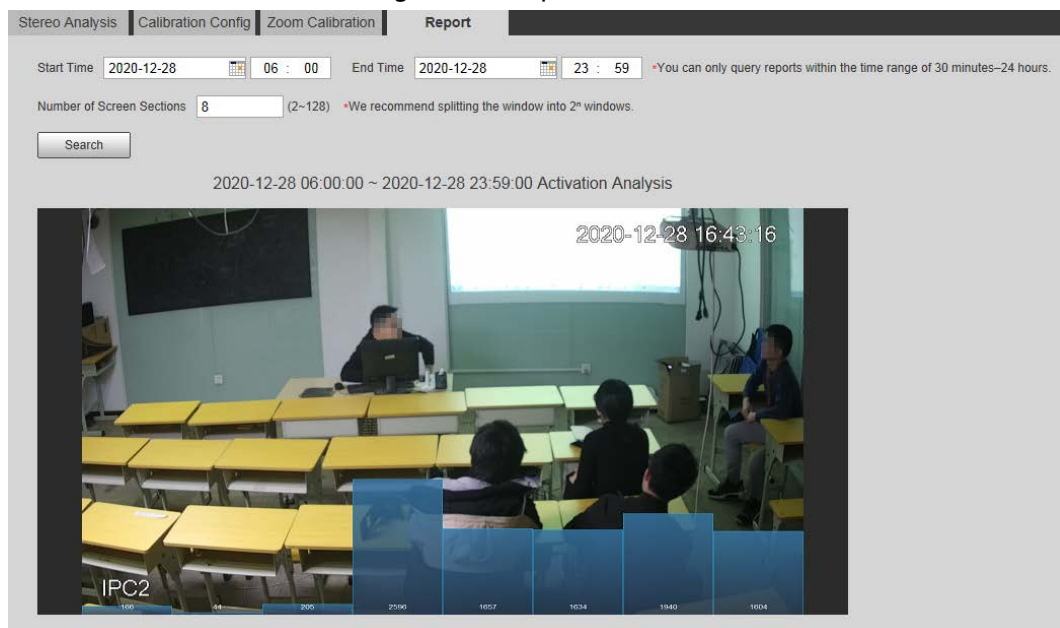 Stereo Analysis Calibration Config Zoom Calibration Report
Start Time 2020-12-28 06 : 00 End Time 2020-12-28 23 : 59 *You can only query reports within the time range of 30 minutes–24 hours.
Number of Screen Sections 8 (2~128) *We recommend splitting the window into 2ⁿ windows.
Search
2020-12-28 06:00:00 ~ 2020-12-28 23:59:00 Activation Analysis
2020-12-28 16:43:16
IPC2
166 44 205 2596 1657 1634 1940 1604